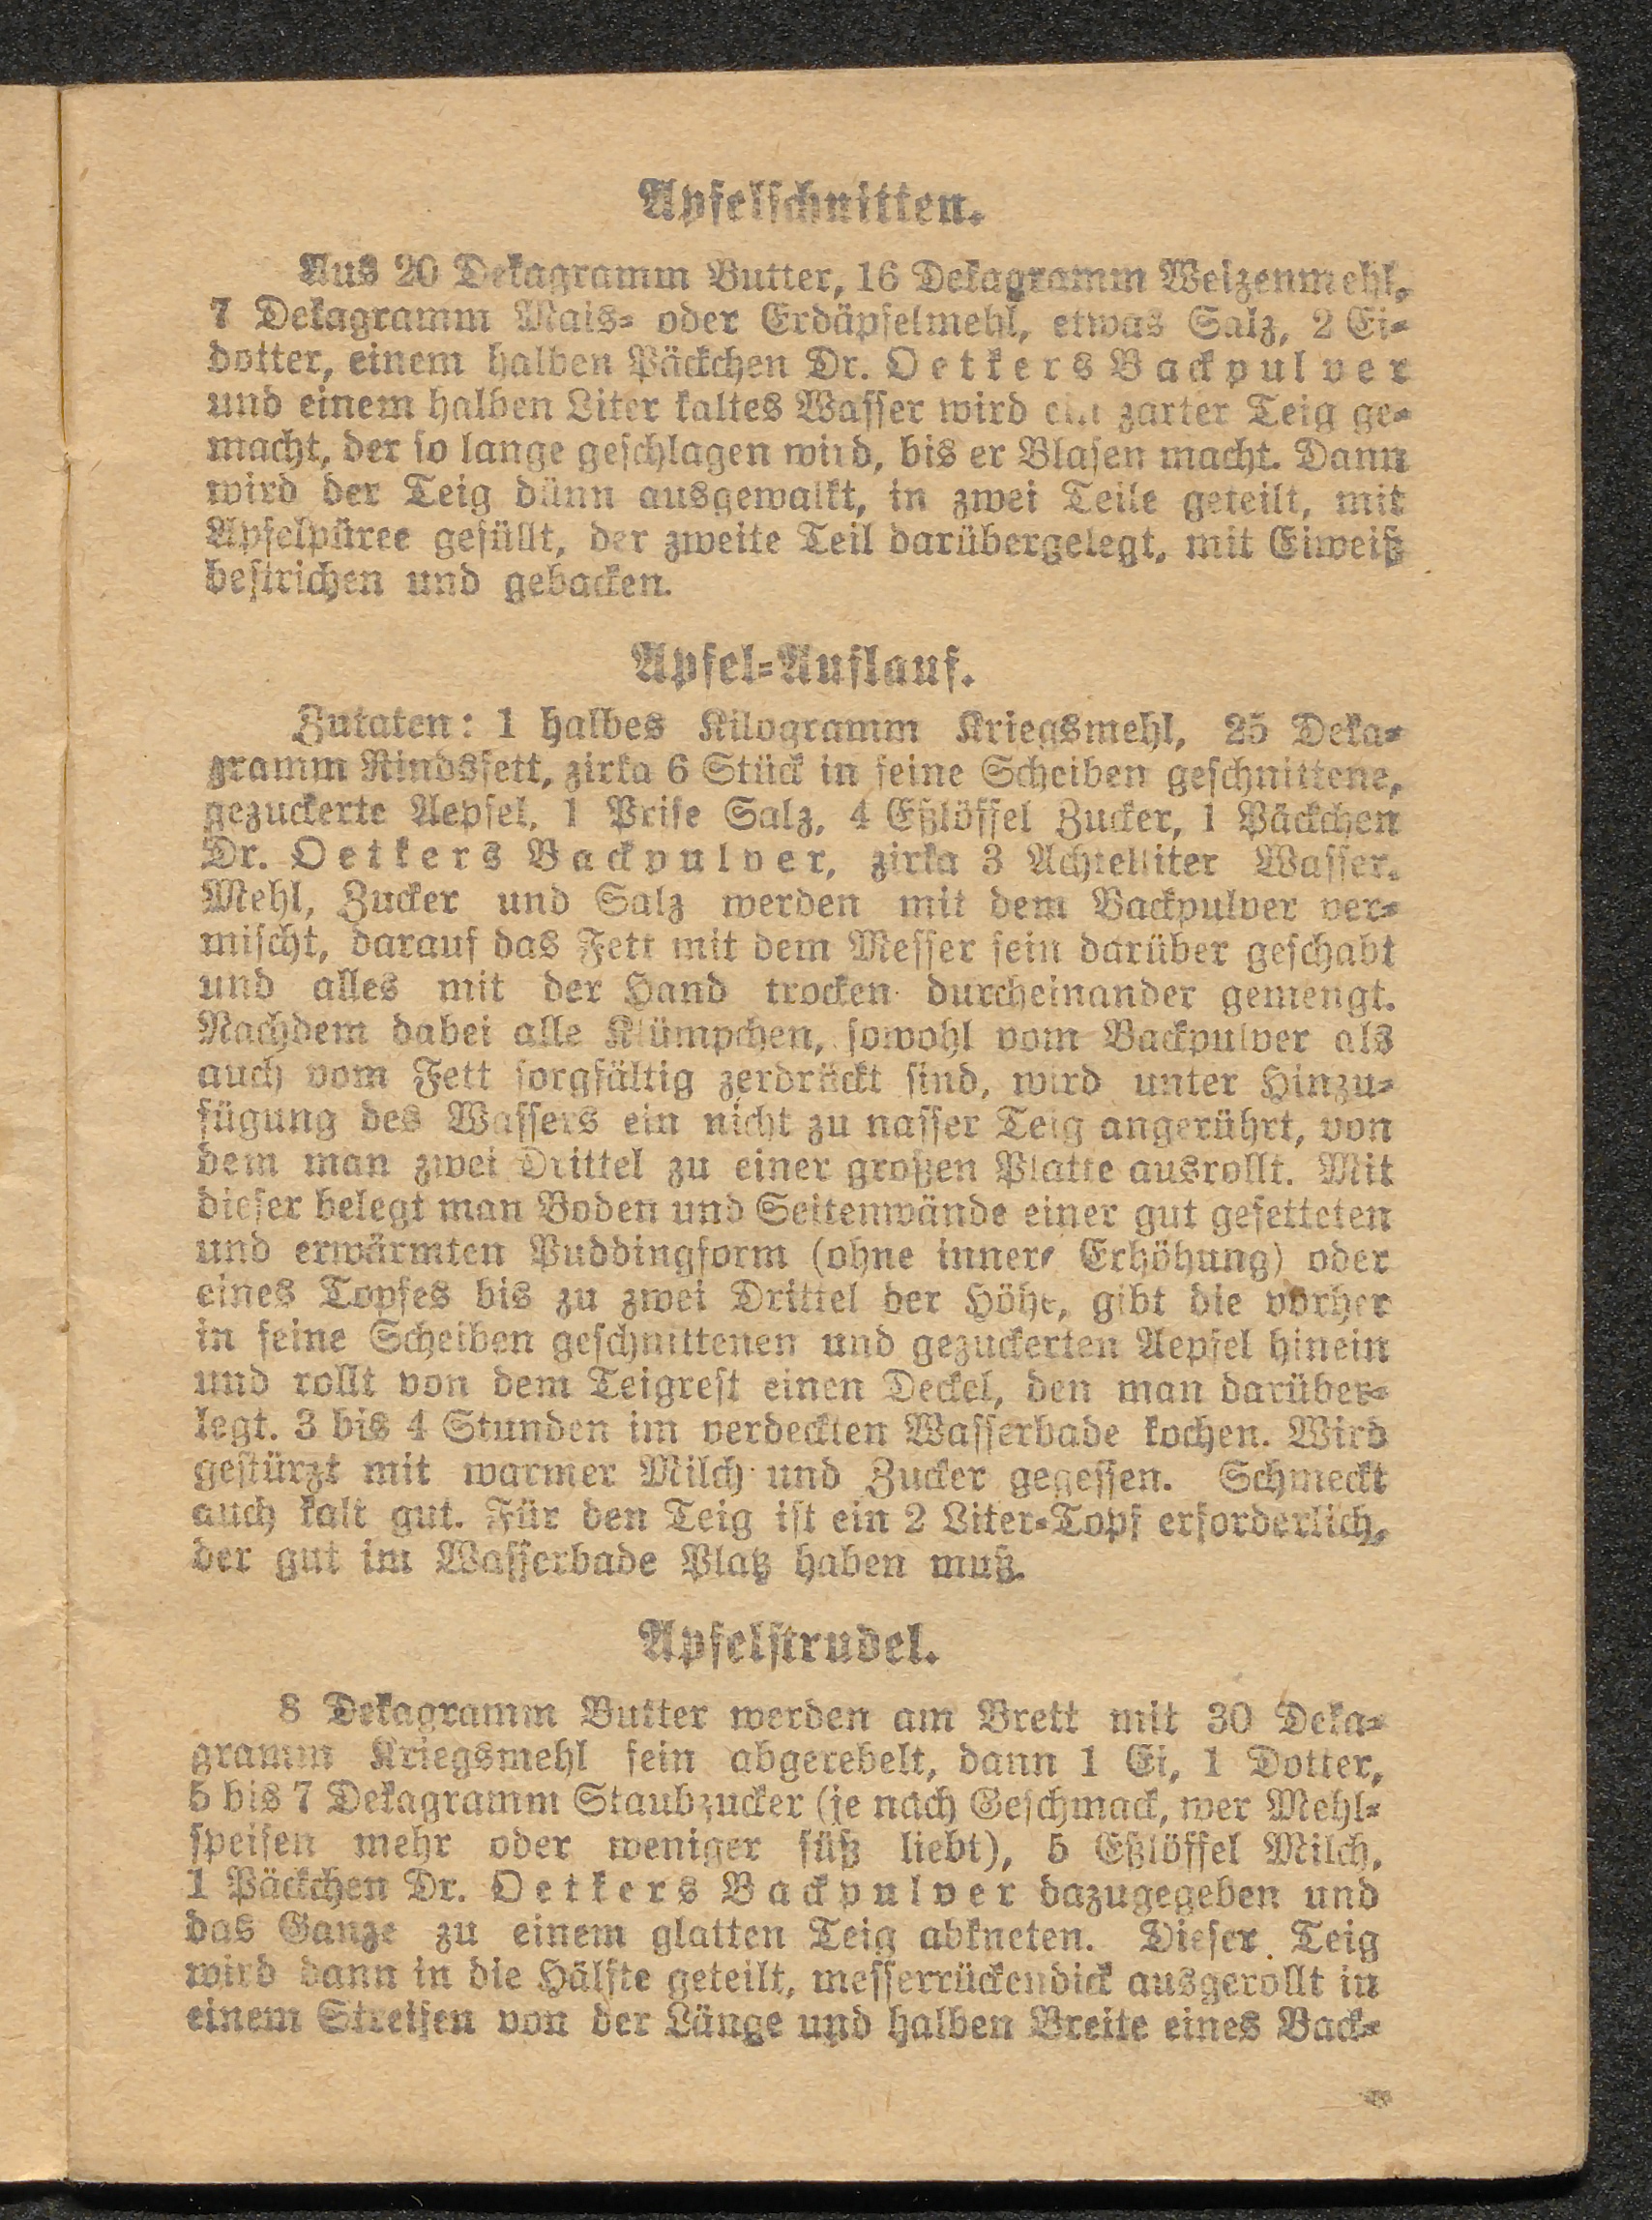 Apfelschnitten.
Aus 20 Dekagramm Butter, 16 Dekagramm Weizenmehl,
7 Dekagramm Mais- oder Erdäpfelmehl, etwas Salz, 2 Ei-
dotter, einem halben Päckchen Dr. Oetkers Backpulver
und einem halben Liter kaltes Wasser wird ein zarter Teig ge-
macht, der so lange geschlagen wird, bis er Blasen macht. Dann
wird der Teig dünn ausgewalkt, in zwei Teile geteilt, mit
Apfelpüree gefüllt, der zweite Teil darübergelegt, mit Eiweiß
bestrichen und gebacken.
Apfel-Auflauf.
Zutaten: 1 halbes Kilogramm Kriegsmehl, 25 Deka-
gramm Rindsfett, zirka 6 Stück in feine Scheiben geschnittene,
gezuckerte Aepfel, 1 Prise Salz, 4 Eßlöffel Zucker, 1 Päckchen
Dr. Oetkers Backpulver, zirka 3 Achtelliter Wasser.
Mehl, Zucker und Salz werden mit dem Backpulver ver-
mischt, darauf das Fett mit dem Messer fein darüber geschabt
und alles mit der Hand trocken durcheinander gemengt.
Nachdem dabei alle Klümpchen, sowohl vom Backpulver als
auch vom Fett sorgfältig zerdrückt sind, wird unter Hinzu-
fügung des Wassers ein nicht zu nasser Teig angerührt, von
dem man zwei Drittel zu einer großen Platte ausrollt. Mit
dieser belegt man Boden und Seitenwände einer gut gefetteten
und erwärmten Puddingform (ohne innere Erhöhung) oder
eines Topfes bis zu zwei Drittel der Höhe, gibt die vorher
in feine Scheiben geschnittenen und gezuckerten Aepfel hinein
und rollt von dem Teigrest einen Deckel, den man darüber-
legt. 3 bis 4 Stunden im verdeckten Wasserbade kochen. Wird
gestürzt mit warmer Milch und Zucker gegessen. Schmeckt
auch kalt gut. Für den Teig ist ein 2 Liter-Topf erforderlich,
der gut im Wasserbade Platz haben muß.
Apfelstrudel.
8 Dekagramm Butter werden am Brett mit 30 Deka-
gramm Kriegsmehl fein abgerebelt, dann 1 Ei, 1 Dotter,
5 bis 7 Dekagramm Staubzucker (je nach Geschmack, wer Mehl-
speisen mehr oder weniger süß liebt), 5 Eßlöffel Milch,
1 Päckchen Dr. Oetkers Backpulver dazugegeben und
das Ganze zu einem glatten Teig abkneten. Dieser Teig
wird dann in die Hälfte geteilt, messerrückendick ausgerollt in
einem Streifen von der Länge und halben Breite eines Back-